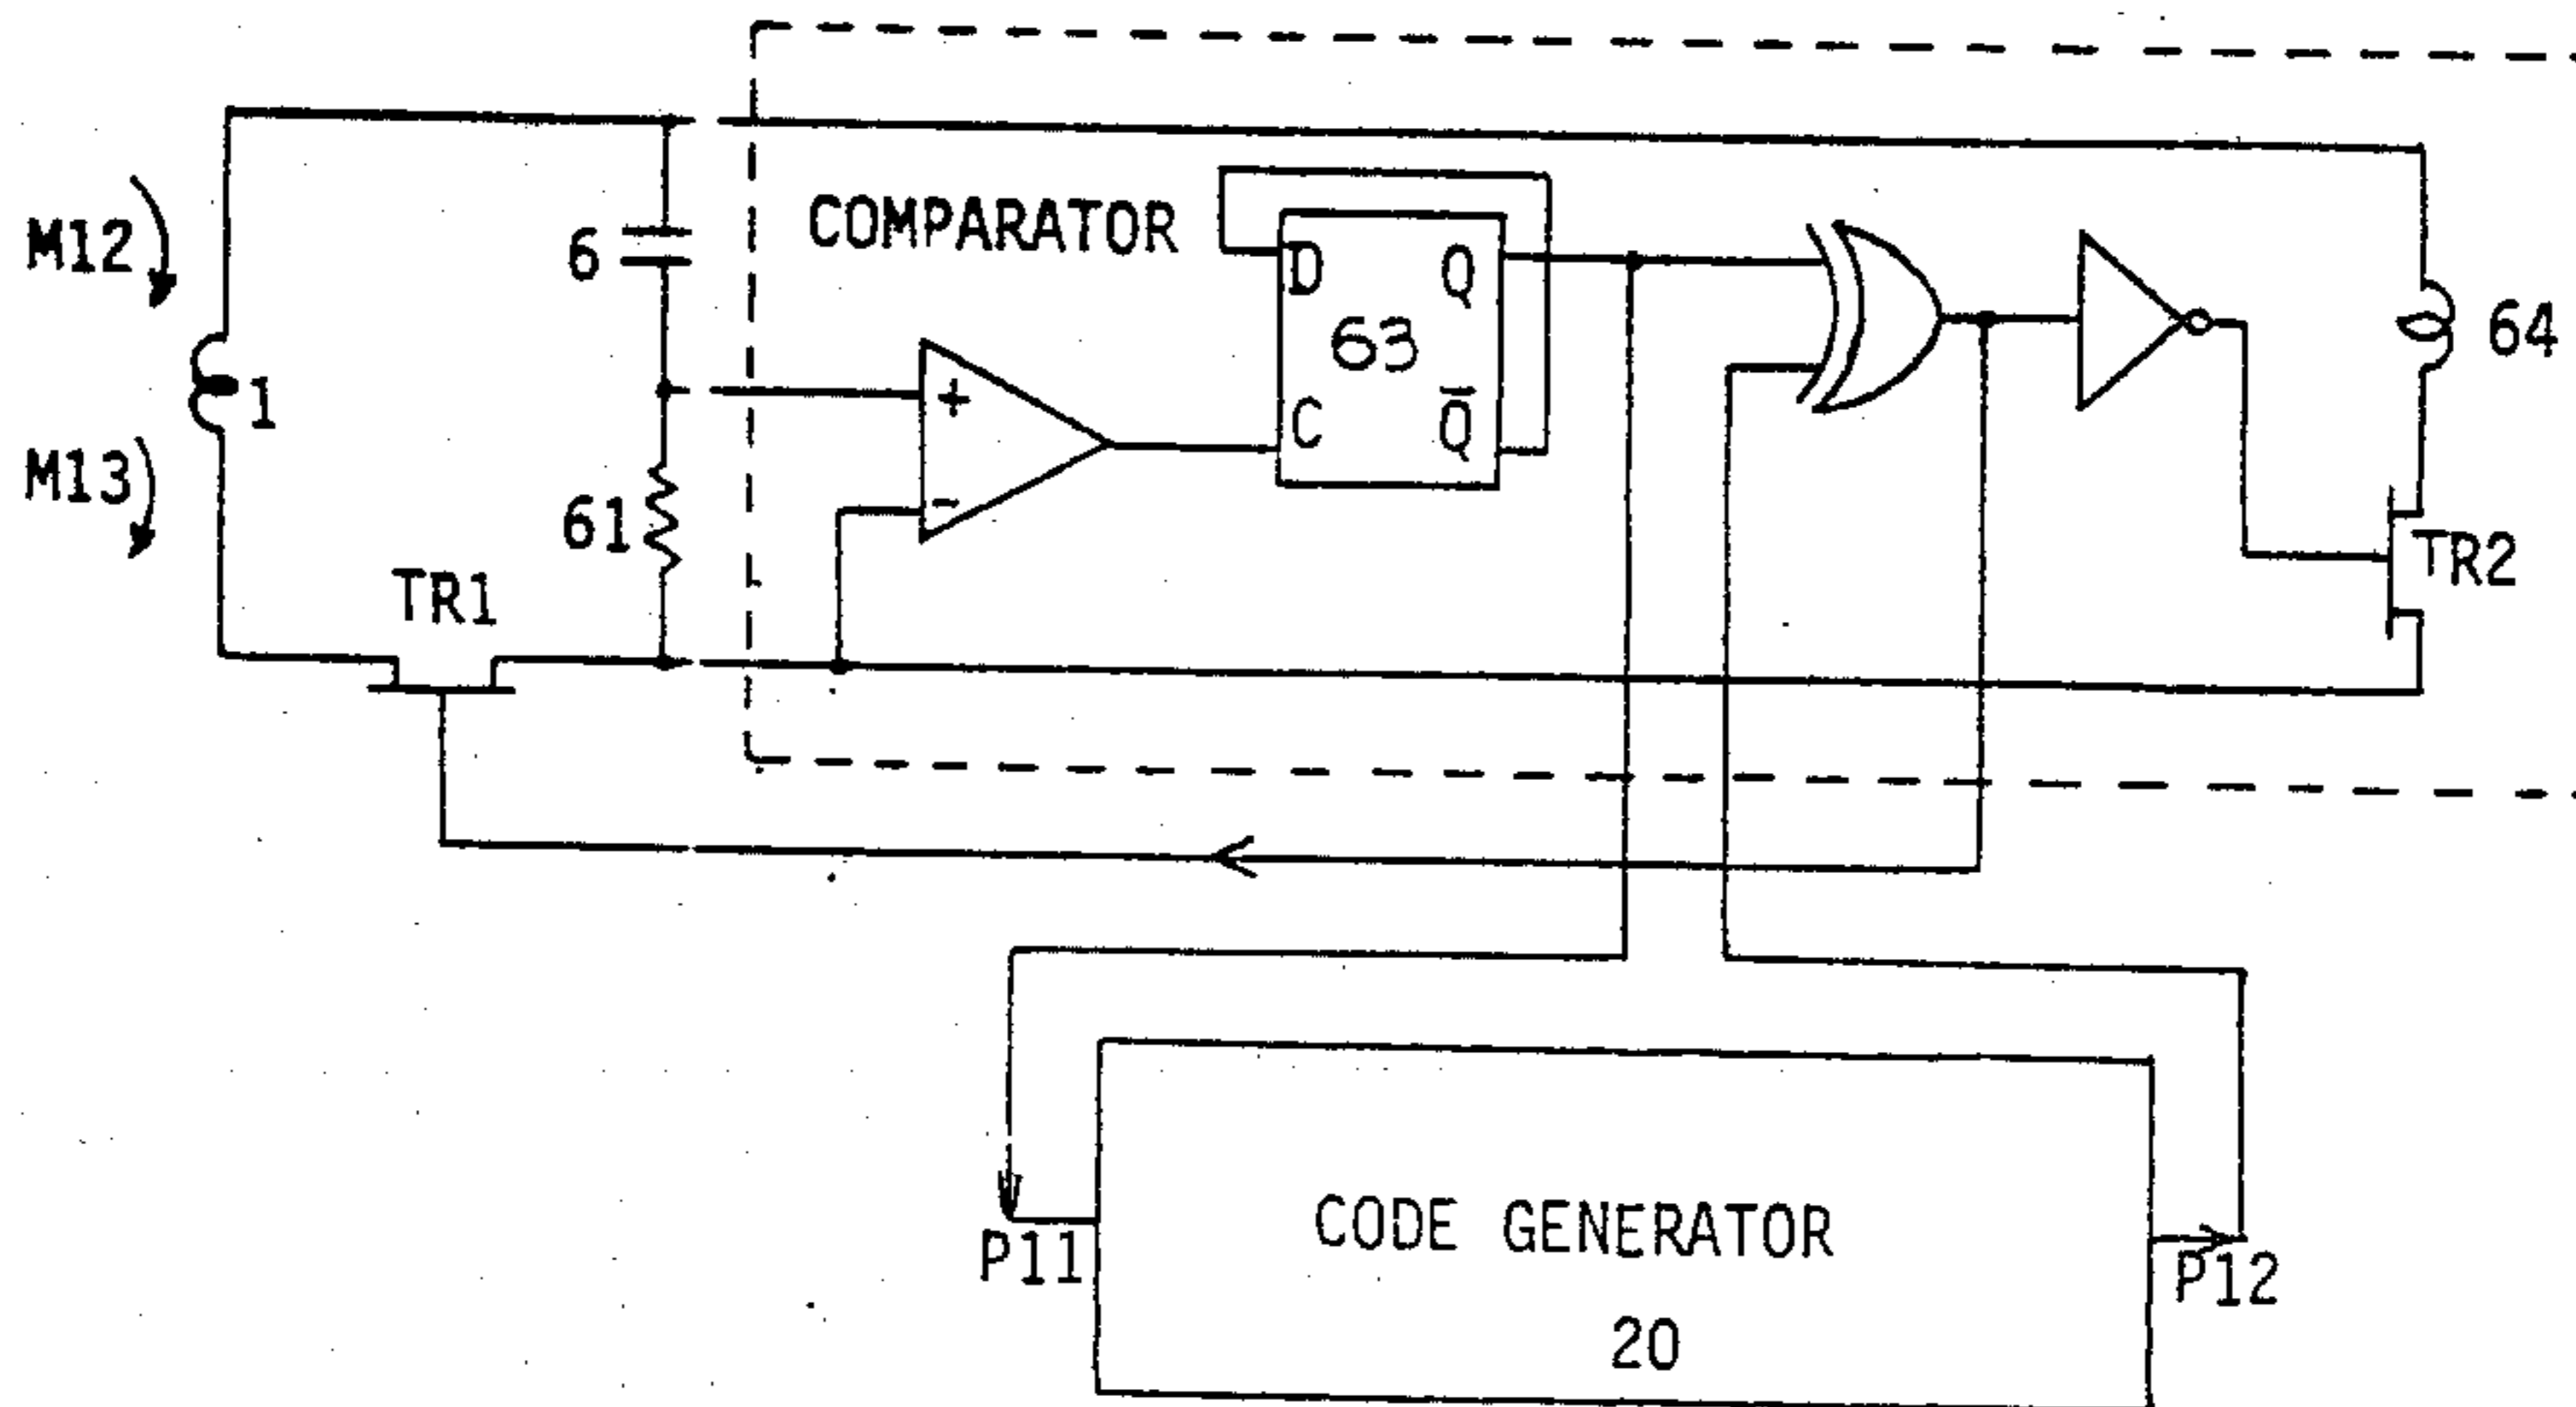 M12
6
COMPARATOR
D
Q
63
64
+
1
C
Q̅
M13
61
-
TR1
TR2
P11
CODE GENERATOR
P12
20